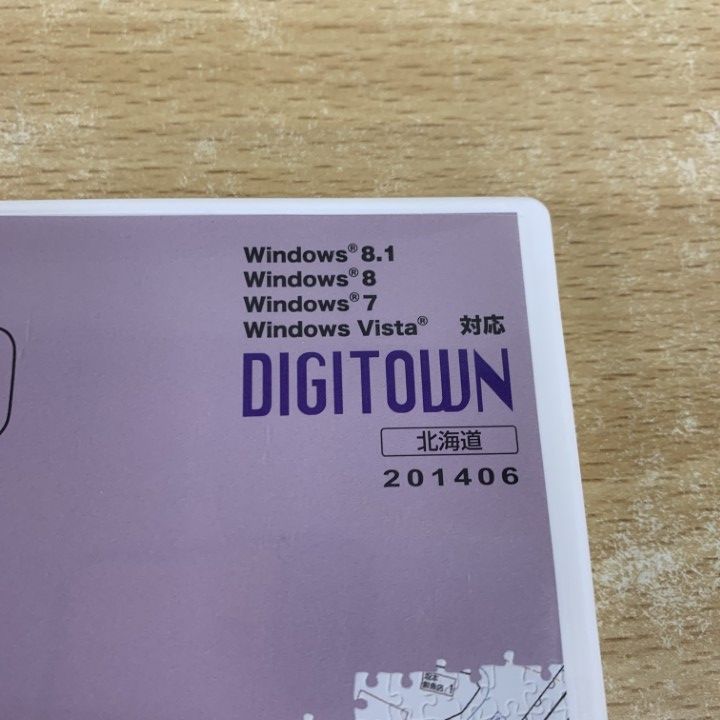 Windows® 8.1
Windows® 8
Windows® 7
Windows Vista® 対応
DIGITOWN
北海道
201406